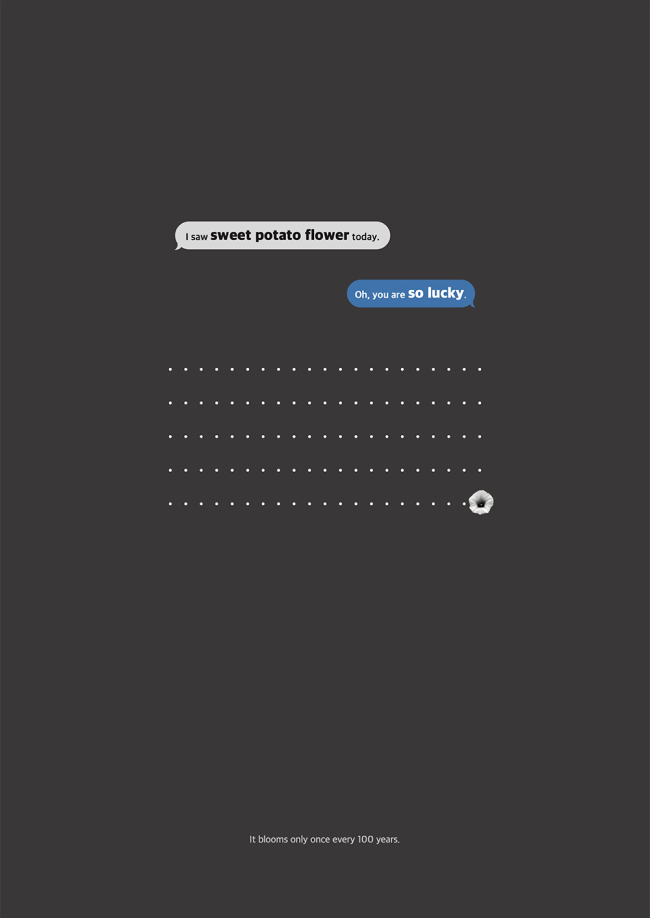 I saw sweet potato flower today.
Oh, you are so lucky.
It blooms only once every 100 years.